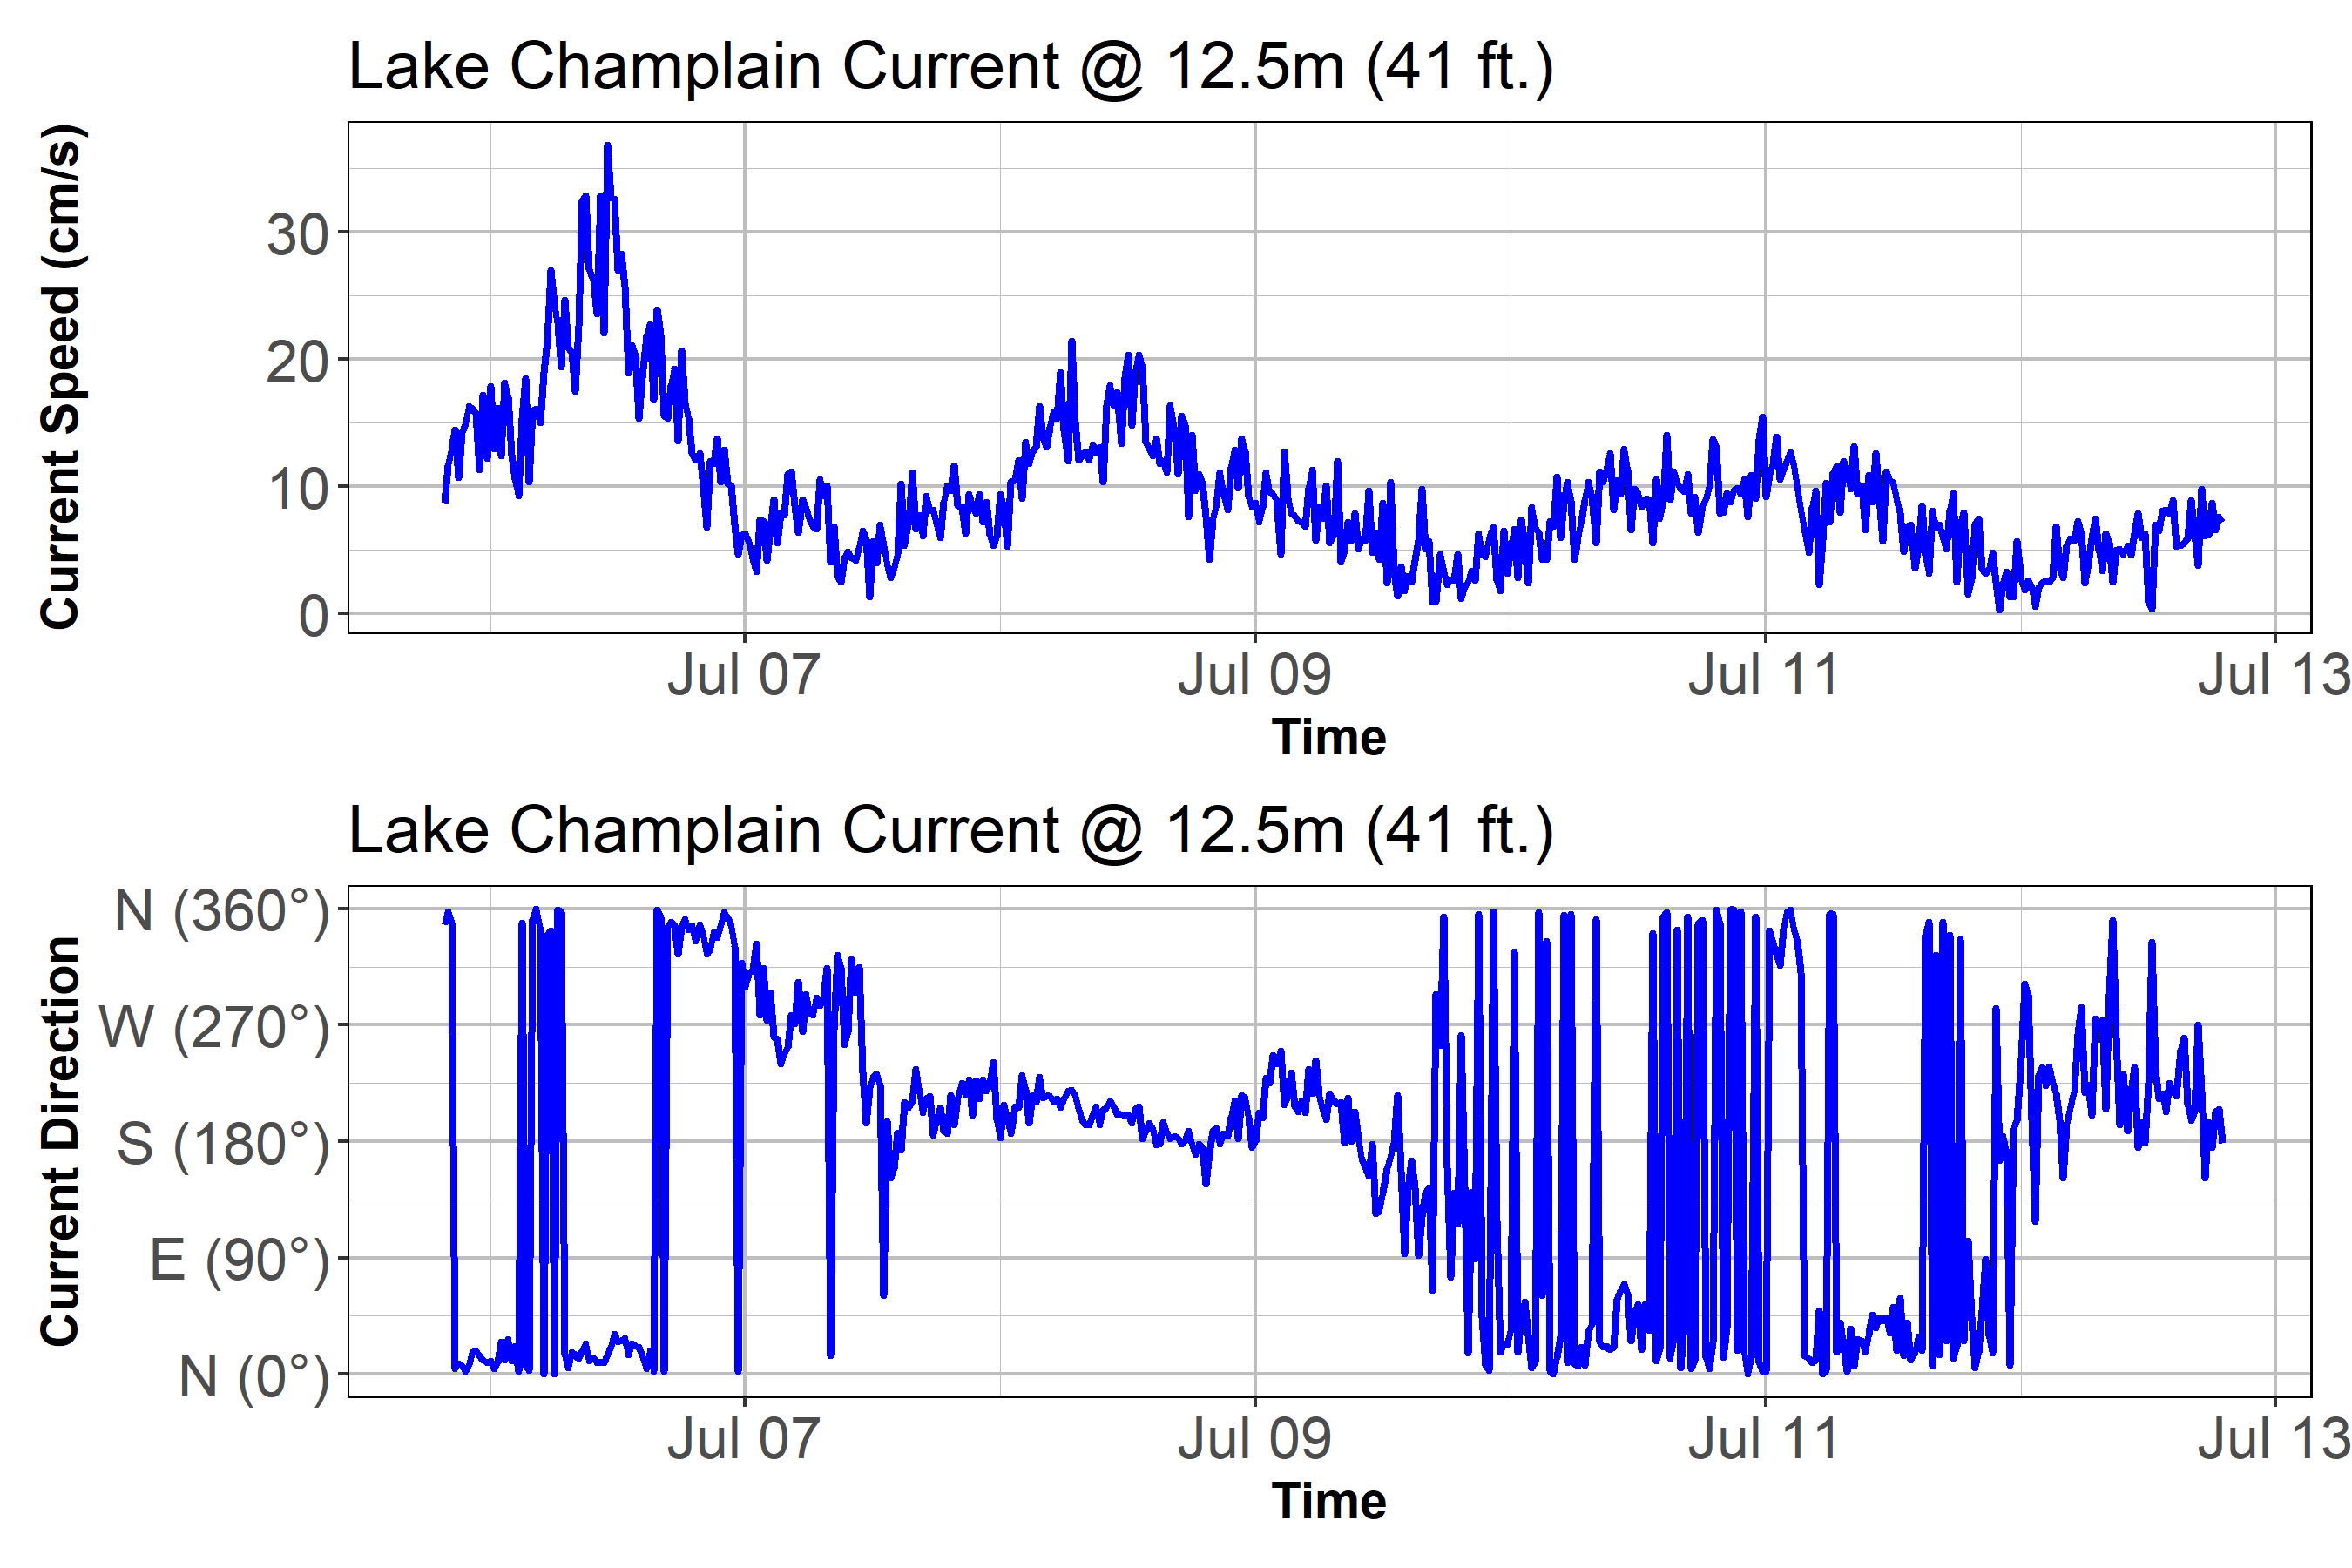 Lake Champlain Current @ 12.5m (41 ft.)
Current Speed (cm/s)
30
20
10
0
Jul 07 Jul 09 Jul 11 Jul 13
Time
Lake Champlain Current @ 12.5m (41 ft.)
Current Direction
N (360°)
W (270°)
S (180°)
E (90°)
N (0°)
Jul 07 Jul 09 Jul 11 Jul 13
Time